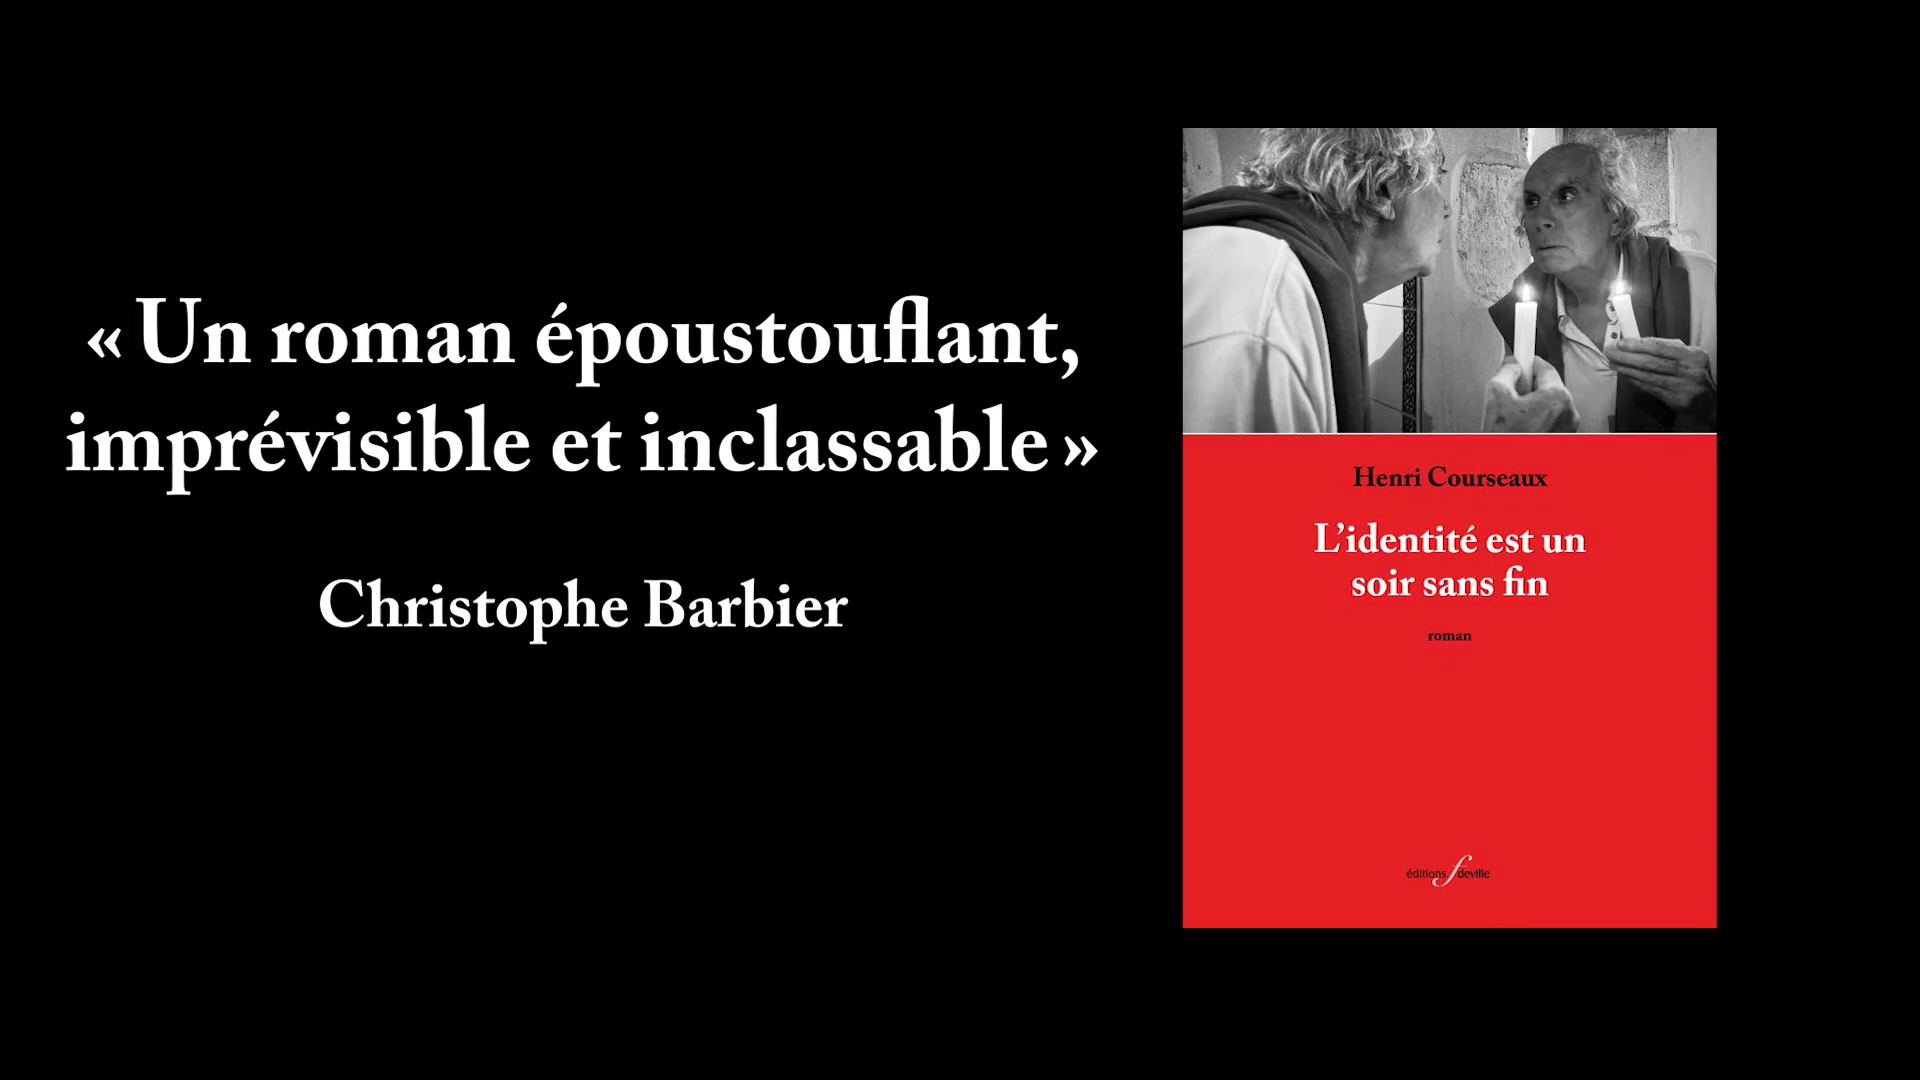 « Un roman époustouflant,
imprévisible et inclassable »
Christophe Barbier
Henri Courseaux
L’identité est un
soir sans fin
roman
éditions f deville